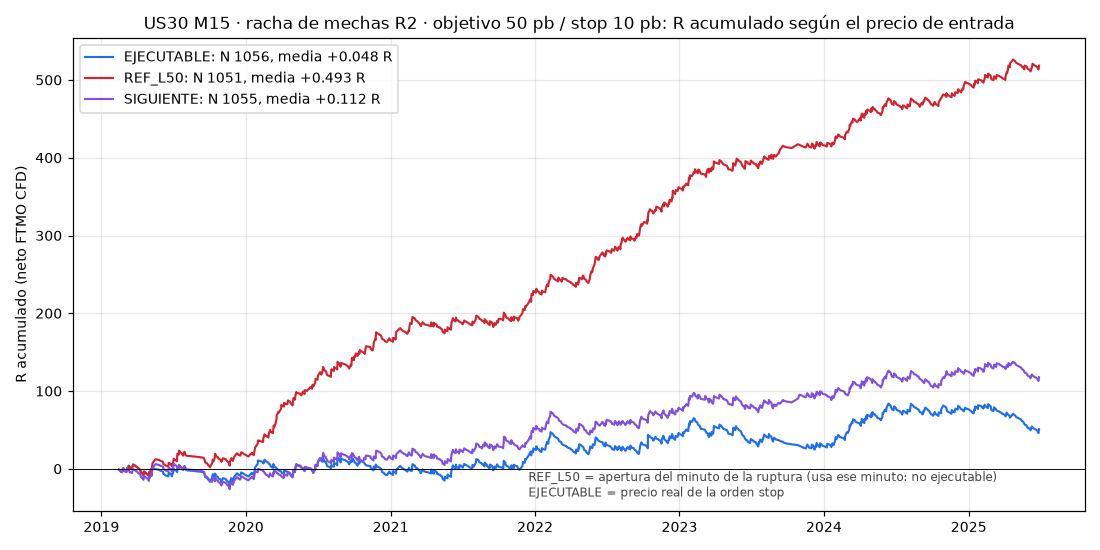 US30 M15 · racha de mechas R2 · objetivo 50 pb / stop 10 pb: R acumulado según el precio de entrada
EJECUTABLE: N 1056, media +0.048 R
REF_L50: N 1051, media +0.493 R
SIGUIENTE: N 1055, media +0.112 R
R acumulado (neto FTMO CFD)
500
400
300
200
100
0
REF_L50 = apertura del minuto de la ruptura (usa ese minuto: no ejecutable)
EJECUTABLE = precio real de la orden stop
2019 2020 2021 2022 2023 2024 2025